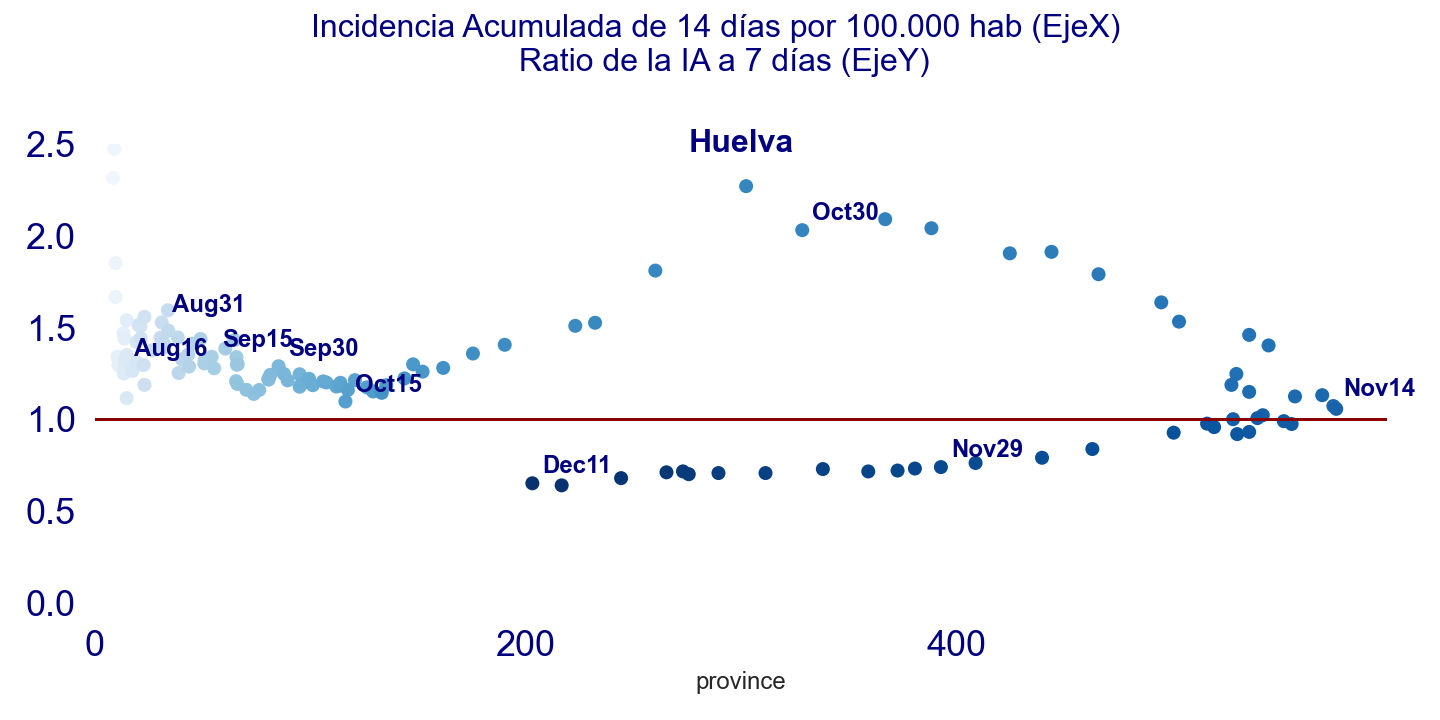 Incidencia Acumulada de 14 días por 100.000 hab (EjeX)
Ratio de la IA a 7 días (EjeY)
Huelva
2.5
2.0
1.5
1.0
0.5
0.0
Oct30
Aug31
Sep15
Aug16
Sep30
Oct15
Nov14
Nov29
Dec11
0
200
400
province